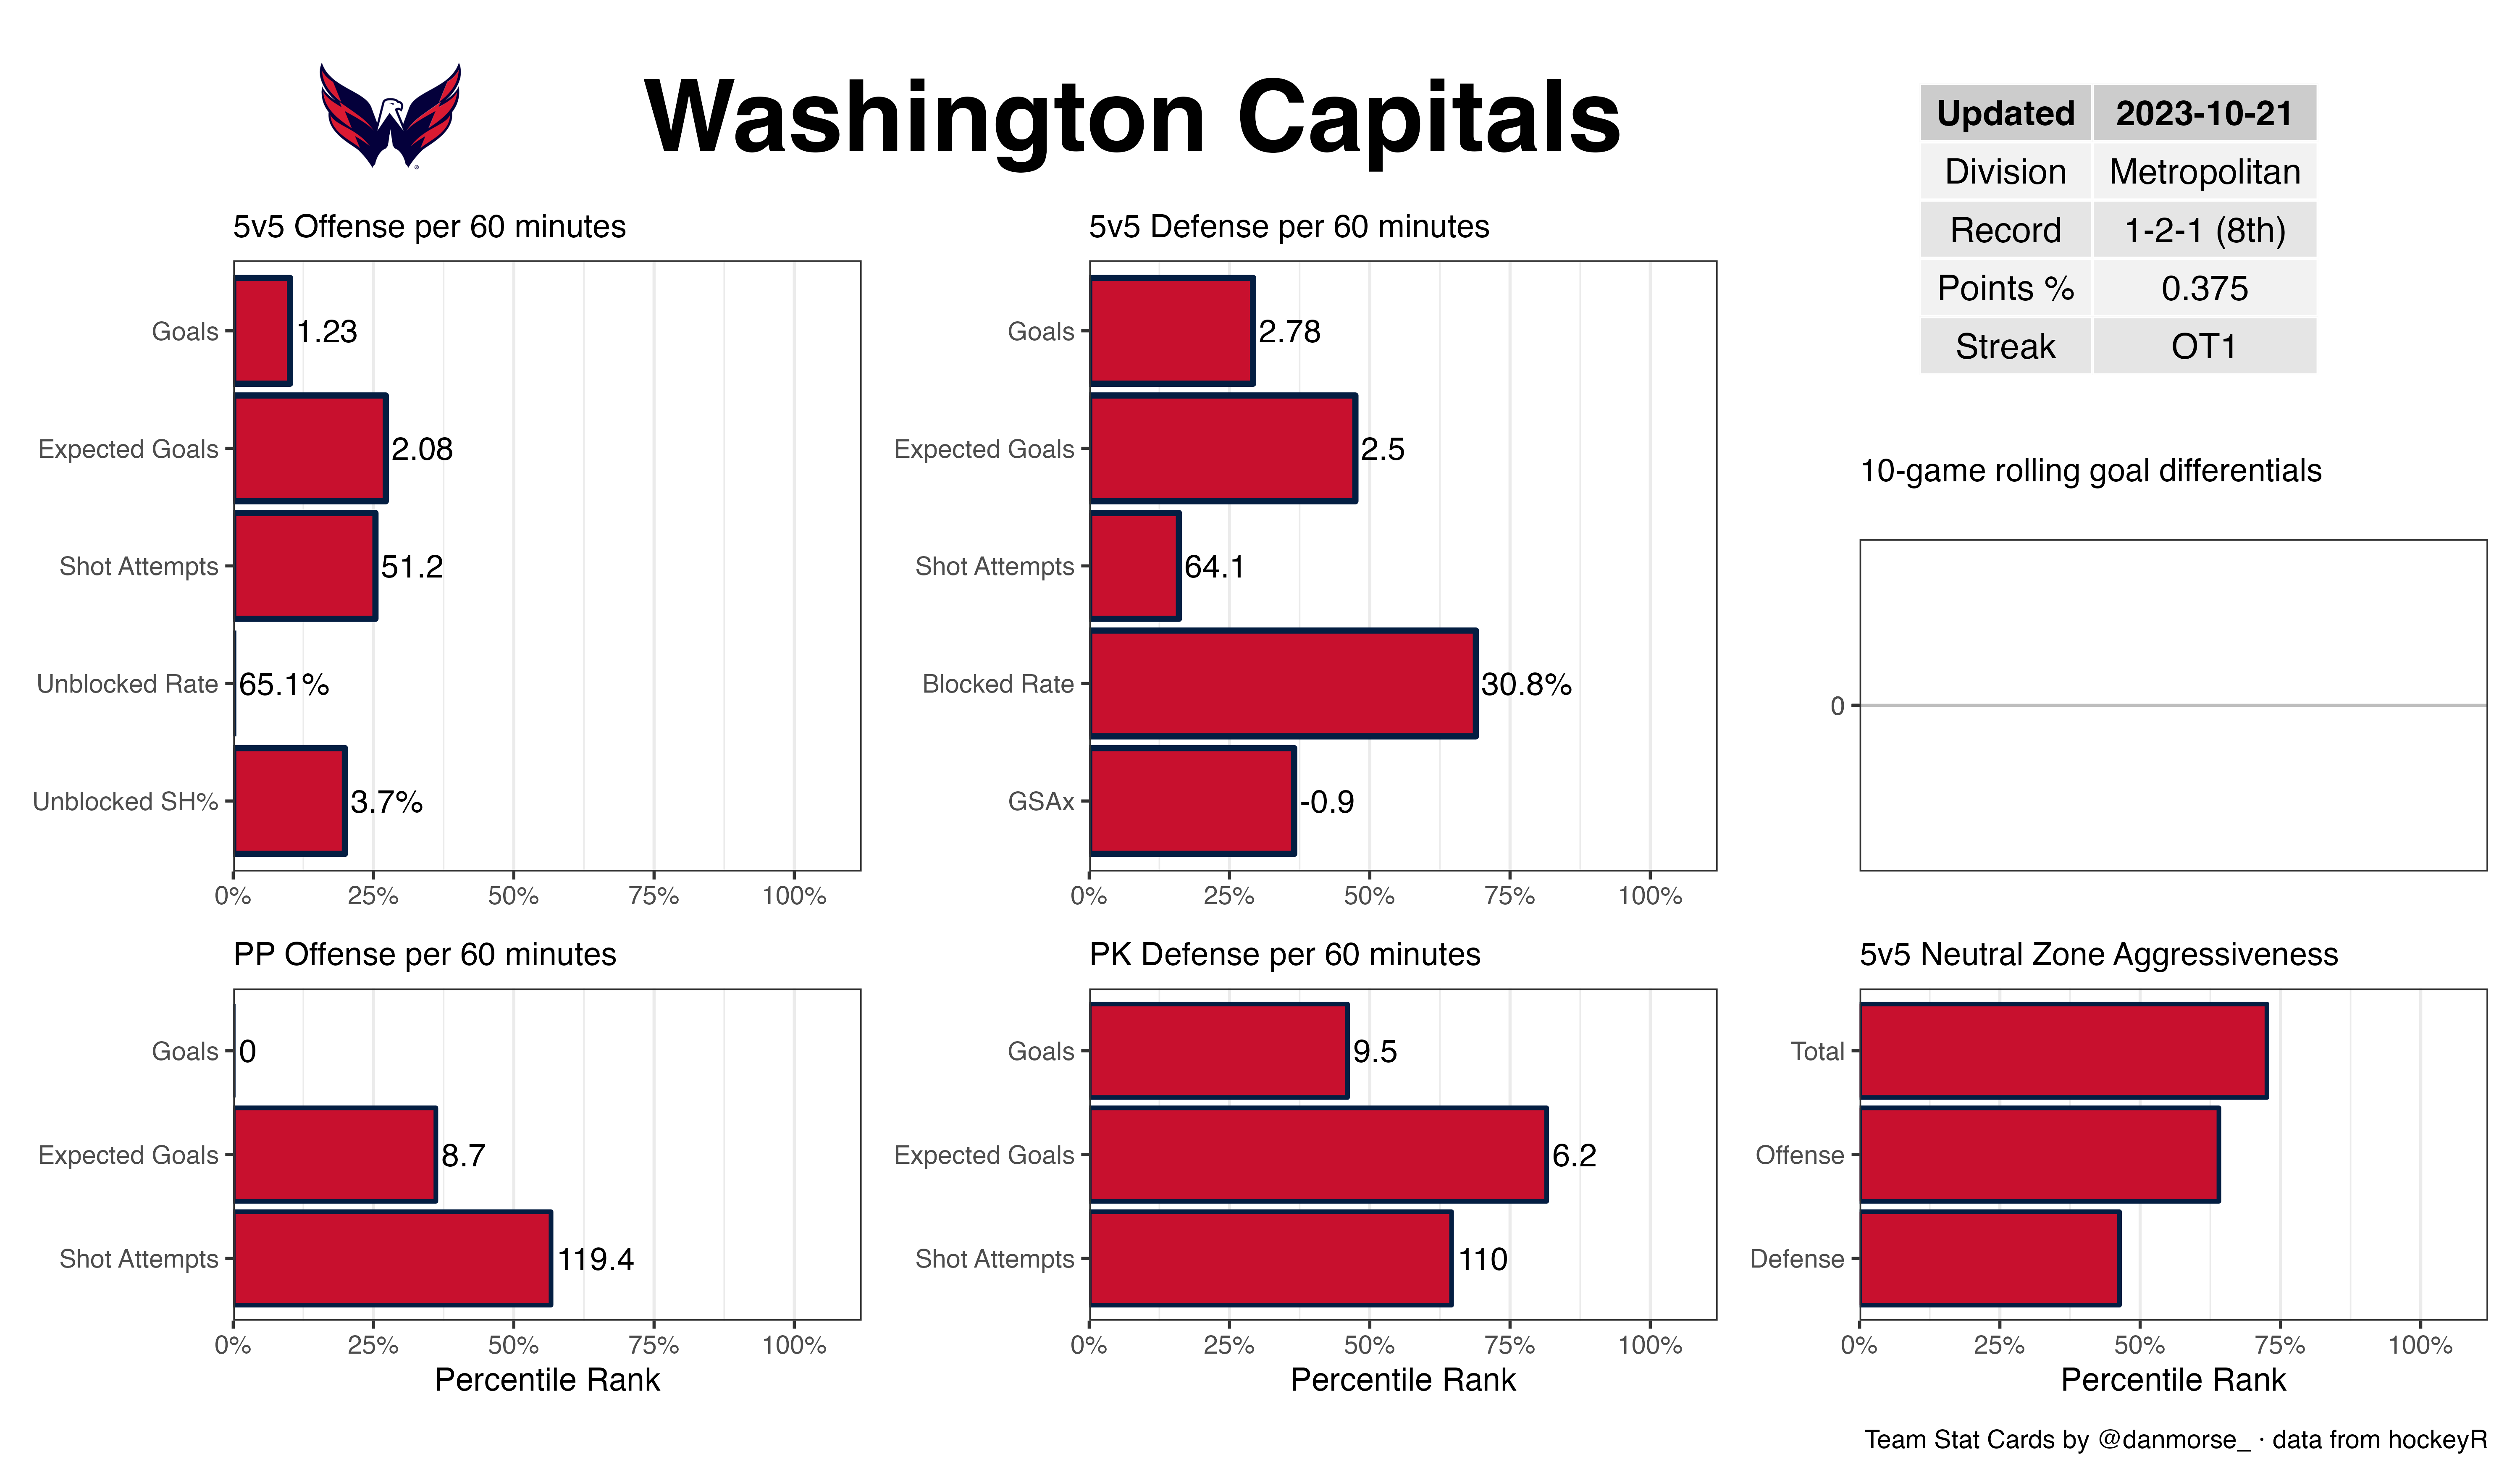 Washington Capitals
Updated 2023-10-21
Division Metropolitan
Record 1-2-1 (8th)
Points % 0.375
Streak OT1
5v5 Offense per 60 minutes
Goals 1.23
Expected Goals 2.08
Shot Attempts 51.2
Unblocked Rate 65.1%
Unblocked SH% 3.7%
0% 25% 50% 75% 100%
5v5 Defense per 60 minutes
Goals 2.78
Expected Goals 2.5
Shot Attempts 64.1
Blocked Rate 30.8%
GSAx -0.9
0% 25% 50% 75% 100%
10-game rolling goal differentials
0
PP Offense per 60 minutes
Goals 0
Expected Goals 8.7
Shot Attempts 119.4
0% 25% 50% 75% 100%
Percentile Rank
PK Defense per 60 minutes
Goals 9.5
Expected Goals 6.2
Shot Attempts 110
0% 25% 50% 75% 100%
Percentile Rank
5v5 Neutral Zone Aggressiveness
Total
Offense
Defense
0% 25% 50% 75% 100%
Percentile Rank
Team Stat Cards by @danmorse_ · data from hockeyR